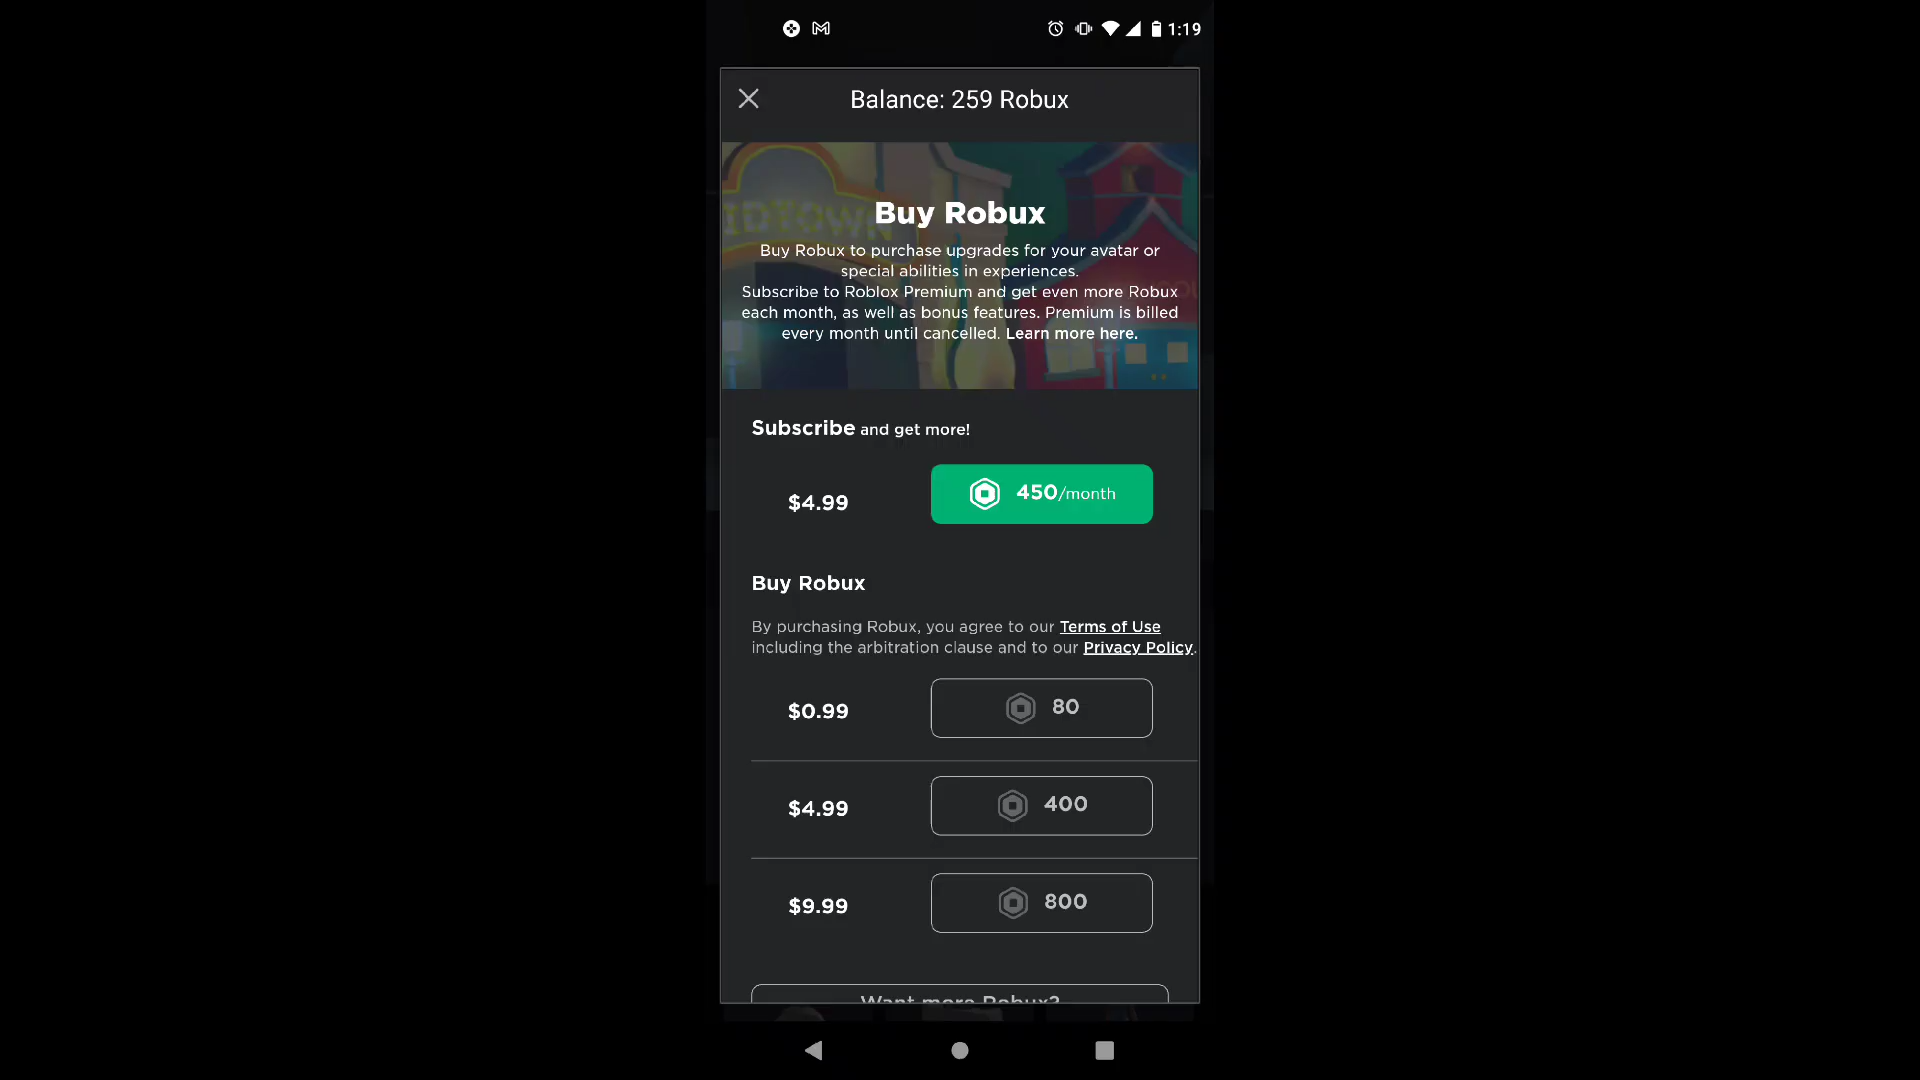 1:19
Balance: 259 Robux
IDTOWN
Buy Robux
Buy Robux to purchase upgrades for your avatar or
special abilities in experiences.
Subscribe to Roblox Premium and get even more Robux
each month, as well as bonus features. Premium is billed
every month until cancelled. Learn more here.
Subscribe and get more!
$4.99
450/month
Buy Robux
By purchasing Robux, you agree to our Terms of Use
including the arbitration clause and to our Privacy Policy.
$0.99
80
$4.99
400
$9.99
800
Want more Robux?